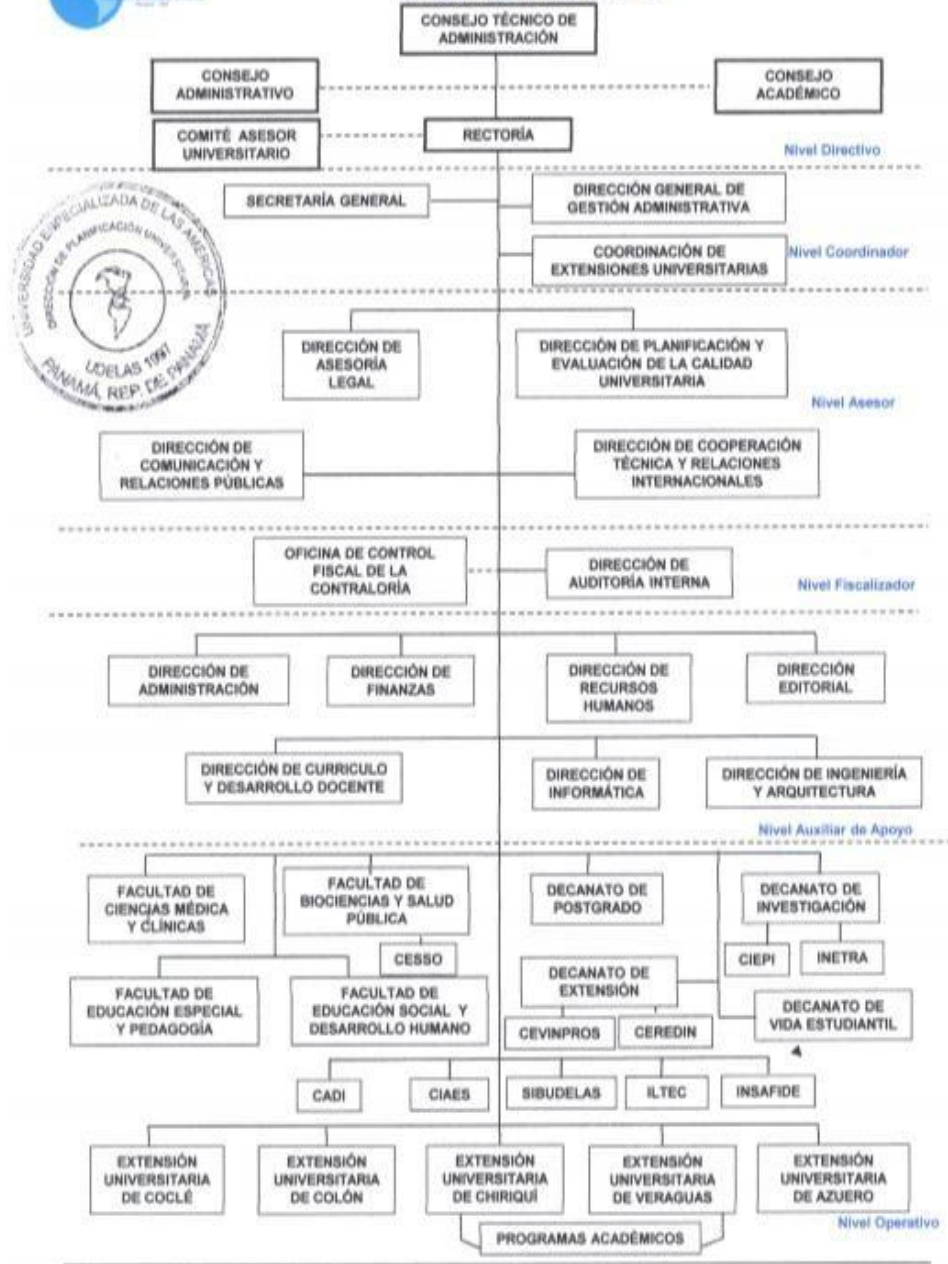 CONSEJO TÉCNICO DE
ADMINISTRACIÓN
CONSEJO
ADMINISTRATIVO
CONSEJO
ACADÉMICO
COMITÉ ASESOR
UNIVERSITARIO
RECTORÍA
Nivel Directivo
SECRETARÍA GENERAL
DIRECCIÓN GENERAL DE
GESTIÓN ADMINISTRATIVA
COORDINACIÓN DE
EXTENSIONES UNIVERSITARIAS
Nivel Coordinador
UNIVERSIDAD ESPECIALIZADA DE LAS AMÉRICAS
DIRECCIÓN DE PLANIFICACIÓN UNIVERSITARIA
UDELAS 1997
PANAMÁ, REP. DE PANAMÁ
DIRECCIÓN DE
ASESORÍA
LEGAL
DIRECCIÓN DE PLANIFICACIÓN Y
EVALUACIÓN DE LA CALIDAD
UNIVERSITARIA
Nivel Asesor
DIRECCIÓN DE
COMUNICACIÓN Y
RELACIONES PÚBLICAS
DIRECCIÓN DE COOPERACIÓN
TÉCNICA Y RELACIONES
INTERNACIONALES
OFICINA DE CONTROL
FISCAL DE LA
CONTRALORÍA
DIRECCIÓN DE
AUDITORÍA INTERNA
Nivel Fiscalizador
DIRECCIÓN DE
ADMINISTRACIÓN
DIRECCIÓN DE
FINANZAS
DIRECCIÓN DE
RECURSOS
HUMANOS
DIRECCIÓN
EDITORIAL
DIRECCIÓN DE CURRICULO
Y DESARROLLO DOCENTE
DIRECCIÓN DE
INFORMÁTICA
DIRECCIÓN DE INGENIERÍA
Y ARQUITECTURA
Nivel Auxiliar de Apoyo
FACULTAD DE
CIENCIAS MÉDICA
Y CLÍNICAS
FACULTAD DE
BIOCIENCIAS Y SALUD
PÚBLICA
DECANATO DE
POSTGRADO
DECANATO DE
INVESTIGACIÓN
CESSO
CIEPI
INETRA
FACULTAD DE
EDUCACIÓN ESPECIAL
Y PEDAGOGÍA
FACULTAD DE
EDUCACIÓN SOCIAL Y
DESARROLLO HUMANO
DECANATO DE
EXTENSIÓN
CEVINPROS
CEREDIN
DECANATO DE
VIDA ESTUDIANTIL
CADI
CIAES
SIBUDELAS
ILTEC
INSAFIDE
EXTENSIÓN
UNIVERSITARIA
DE COCLÉ
EXTENSIÓN
UNIVERSITARIA
DE COLÓN
EXTENSIÓN
UNIVERSITARIA
DE CHIRIQUÍ
EXTENSIÓN
UNIVERSITARIA
DE VERAGUAS
EXTENSIÓN
UNIVERSITARIA
DE AZUERO
Nivel Operativo
PROGRAMAS ACADÉMICOS